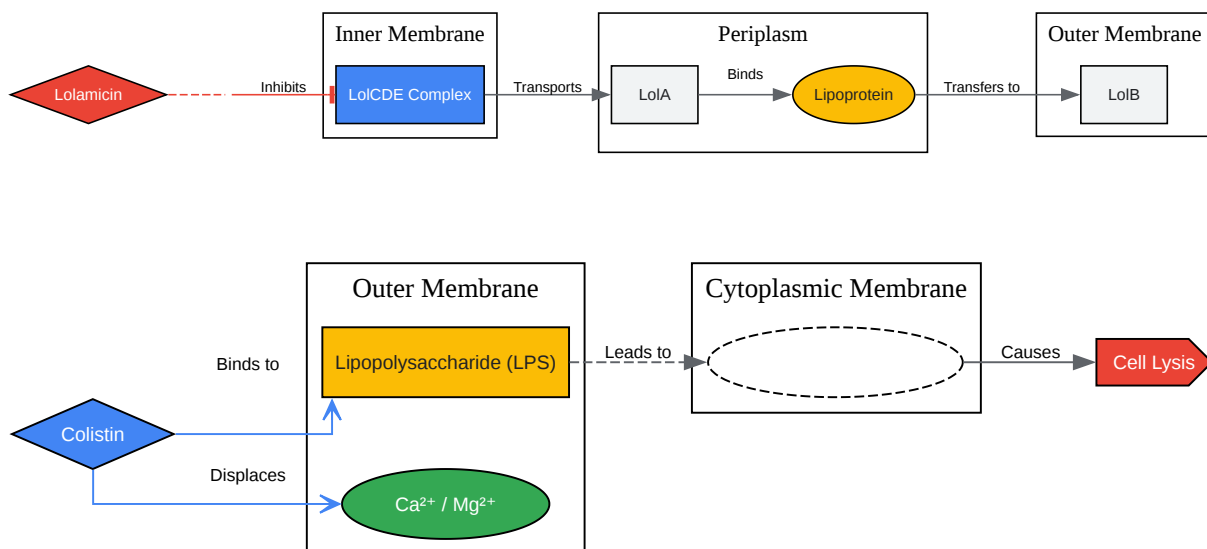 Inner Membrane
Periplasm
Outer Membrane
Lolamicin
Inhibits
LolCDE Complex
Transports
LolA
Binds
Lipoprotein
Transfers to
LolB
Outer Membrane
Cytoplasmic Membrane
Binds to
Lipopolysaccharide (LPS)
Leads to
Causes
Cell Lysis
Colistin
Displaces
Ca²⁺ / Mg²⁺